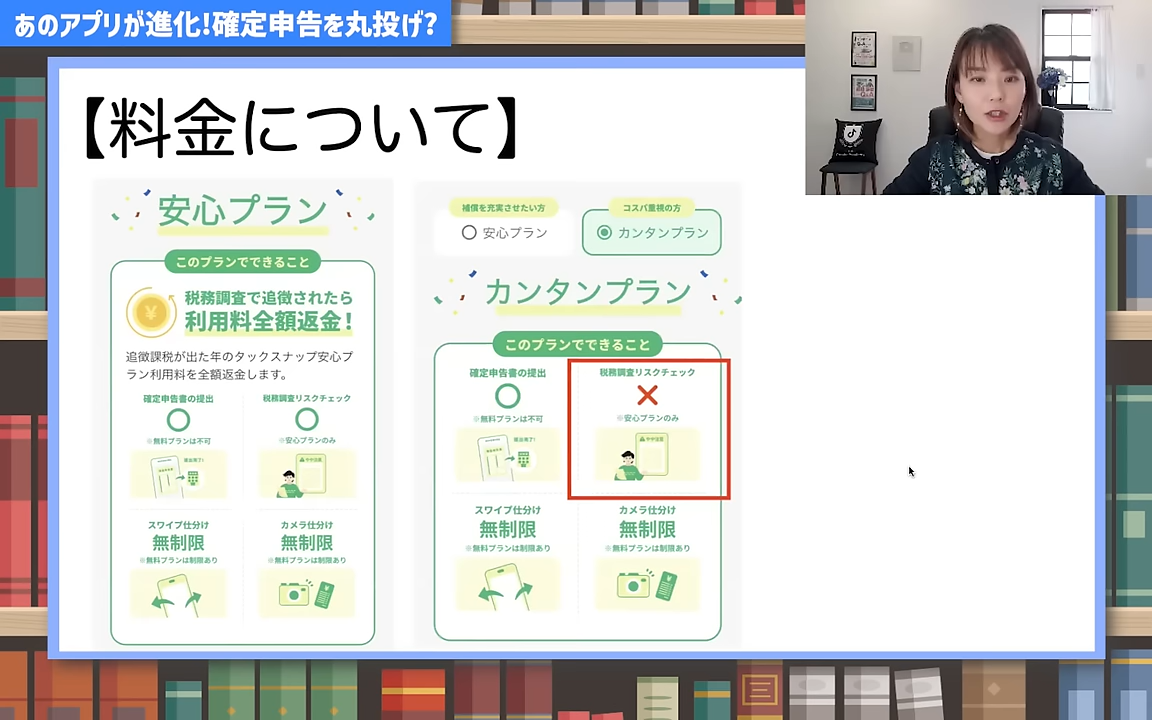 あのアプリが進化!確定申告を丸投げ?
【料金について】
安心プラン
このプランでできること
税務調査で追徴されたら
利用料全額返金!
追徴課税が出た年のタックスナップ安心プ
ラン利用料を全額返金します。
確定申告書の提出
※無料プランは不可
税務調査リスクチェック
※安心プランのみ
やや注意
スワイプ仕分け
無制限
※無料プランは制限あり
カメラ仕分け
無制限
※無料プランは制限あり
補償を充実させたい方
安心プラン
コスパ重視の方
カンタンプラン
カンタンプラン
このプランでできること
確定申告書の提出
※無料プランは不可
提出完了!
税務調査リスクチェック
※安心プランのみ
やや注意
スワイプ仕分け
無制限
※無料プランは制限あり
カメラ仕分け
無制限
※無料プランは制限あり